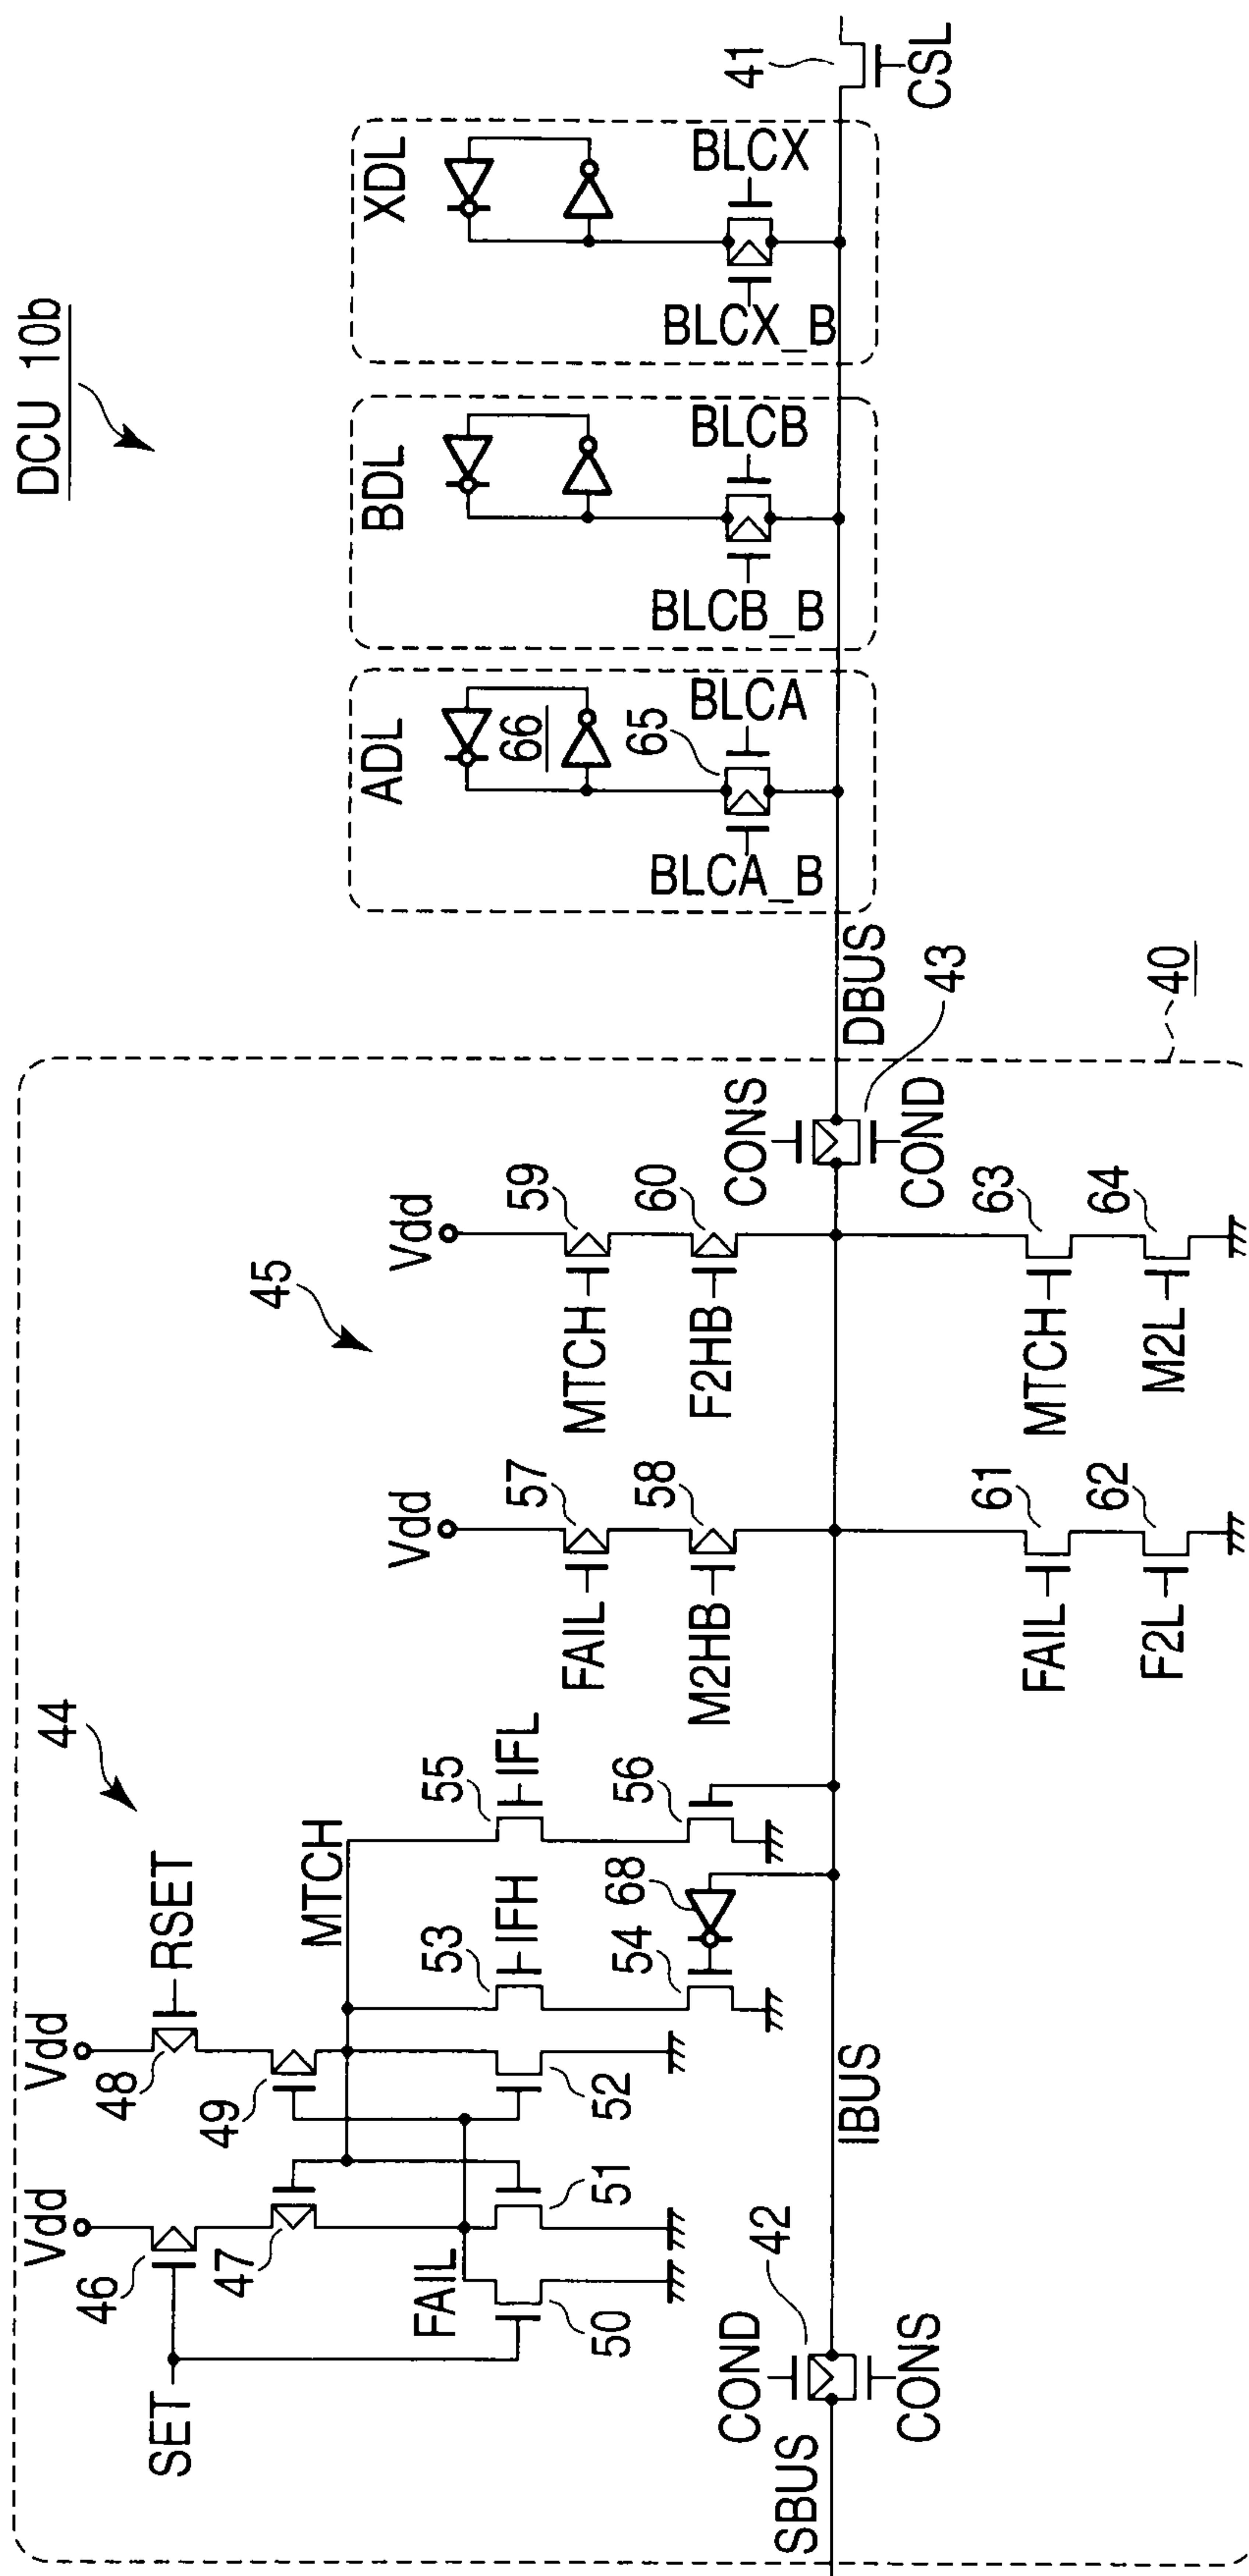 DCU 10b
XDL
BLCX
BLCX_B
41
CSL
BDL
BLCB
BLCB_B
ADL
66
65
BLCA
BLCA_B
DBUS
43
40
CONS
COND
45
Vdd
59
MTCH
60
F2HB
63
MTCH
64
M2L
Vdd
57
FAIL
58
M2HB
61
FAIL
62
F2L
44
RSET
MTCH
55
IFL
56
53
IFH
54
68
Vdd
48
49
52
Vdd
46
47
51
FAIL
50
SET
IBUS
42
COND
CONS
SBUS